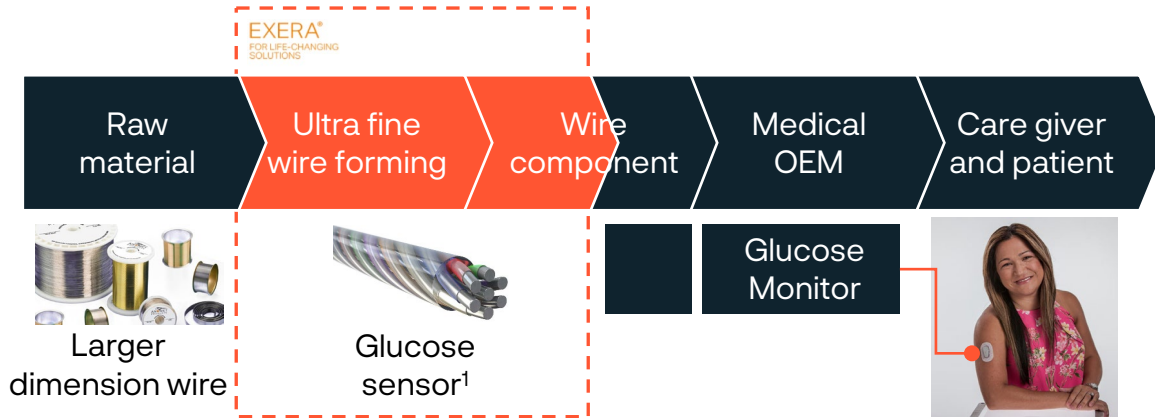 EXERA®
FOR LIFE-CHANGING
SOLUTIONS
Raw
material
Ultra fine
wire forming
Wire
component
Medical
OEM
Care giver
and patient
Glucose
Monitor
Larger
dimension wire
Glucose
sensor¹